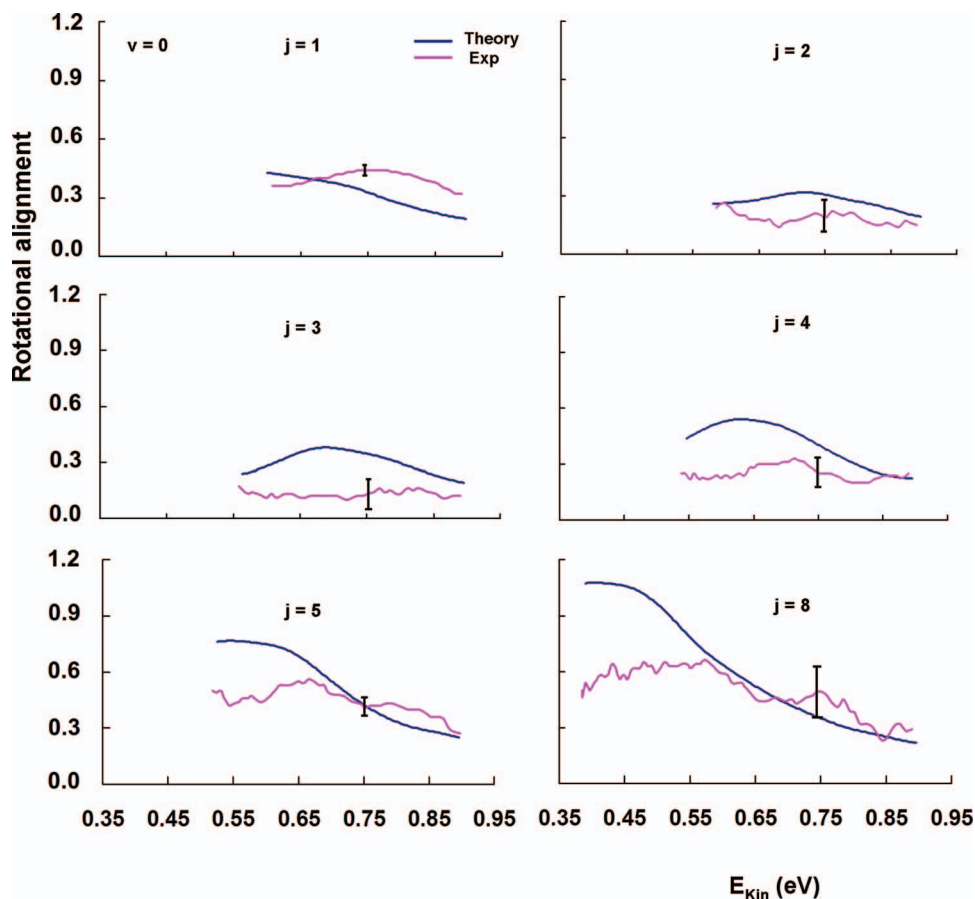 1.2
0.9
0.6
0.3
0.0
v = 0
j = 1
Theory
Exp
j = 2
Rotational alignment
1.2
0.9
0.6
0.3
0.0
j = 3
j = 4
1.2
0.9
0.6
0.3
0.0
j = 5
j = 8
0.35 0.45 0.55 0.65 0.75 0.85 0.95
0.35 0.45 0.55 0.65 0.75 0.85 0.95
E_Kin (eV)